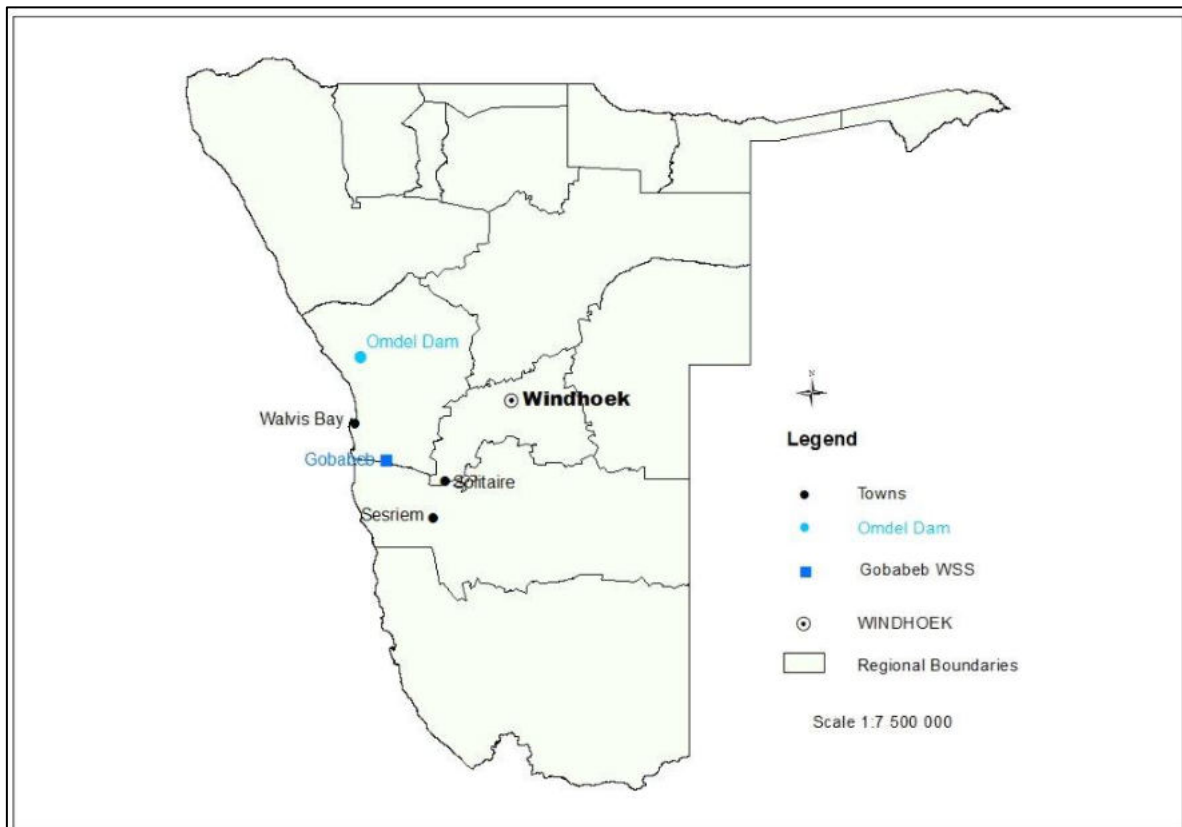 Omdel Dam
Windhoek
Walvis Bay
Gobabeb
Solitaire
Sesriem
N
Legend
Towns
Omdel Dam
Gobabeb WSS
WINDHOEK
Regional Boundaries
Scale 1:7 500 000